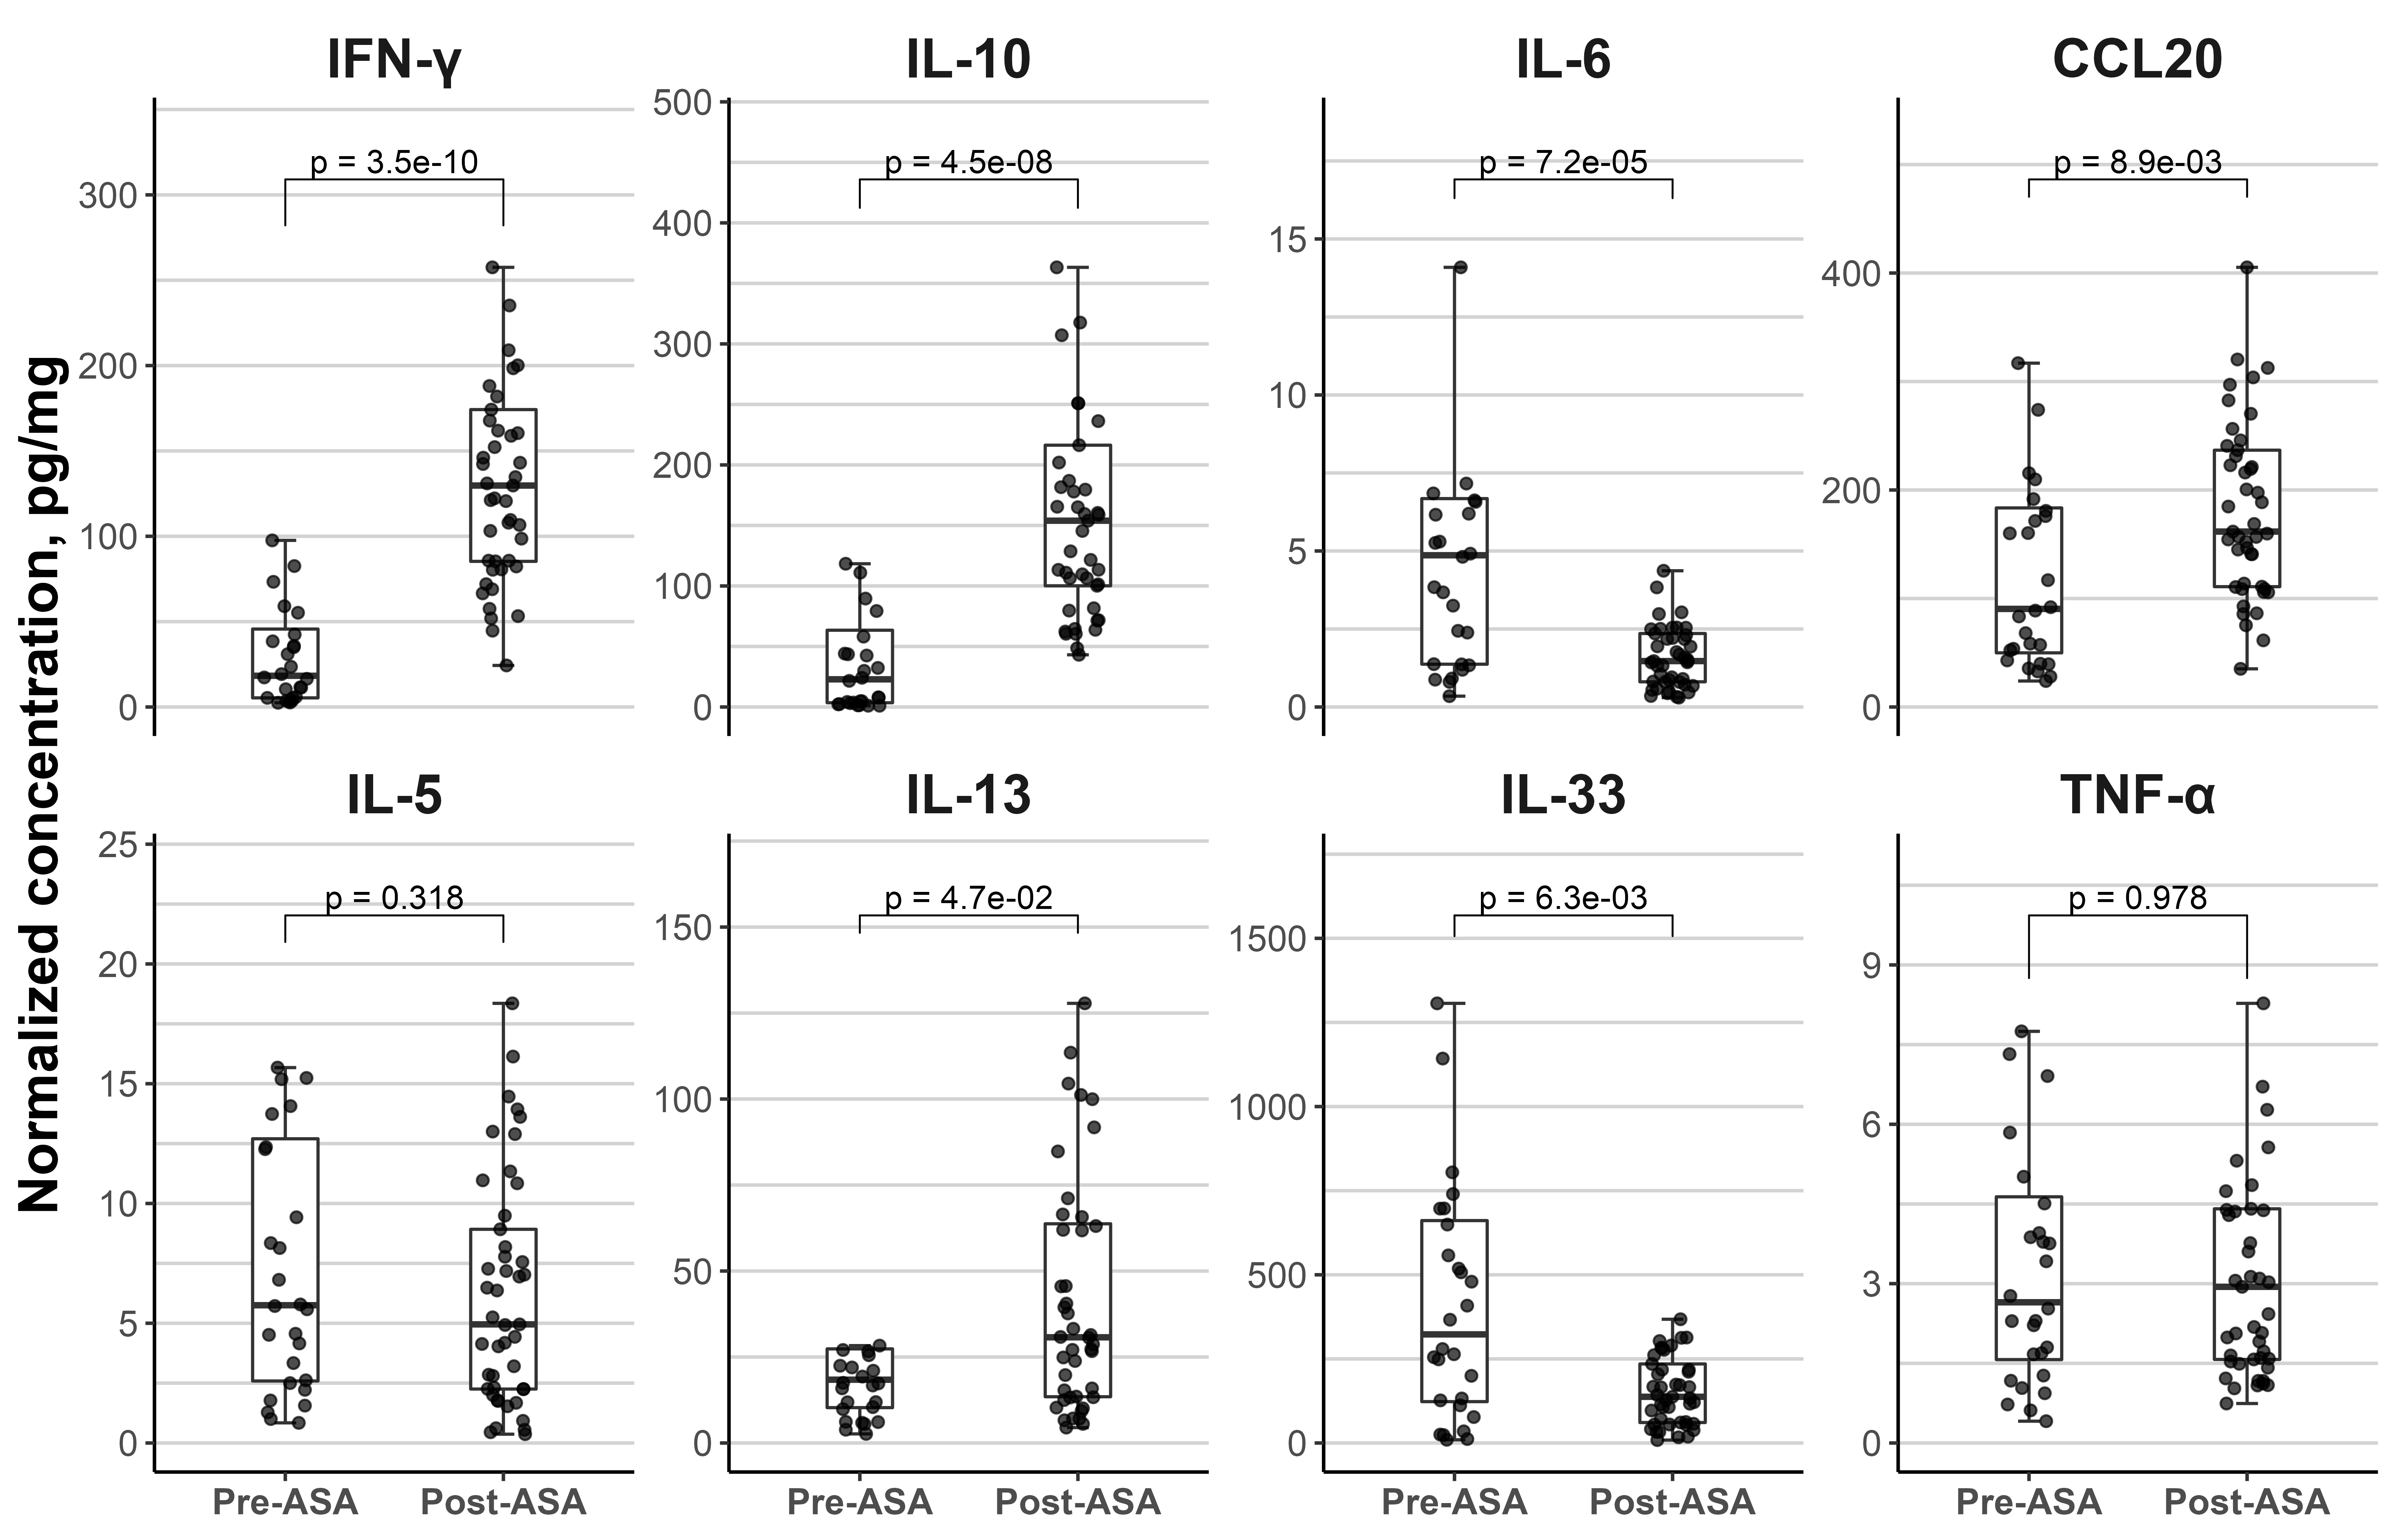 Normalized concentration, pg/mg
IFN-γ
p = 3.5e-10
300
200
100
0
IL-10
p = 4.5e-08
500
400
300
200
100
0
IL-6
p = 7.2e-05
15
10
5
0
CCL20
p = 8.9e-03
400
200
0
IL-5
p = 0.318
25
20
15
10
5
0
Pre-ASA Post-ASA
IL-13
p = 4.7e-02
150
100
50
0
Pre-ASA Post-ASA
IL-33
p = 6.3e-03
1500
1000
500
0
Pre-ASA Post-ASA
TNF-α
p = 0.978
9
6
3
0
Pre-ASA Post-ASA